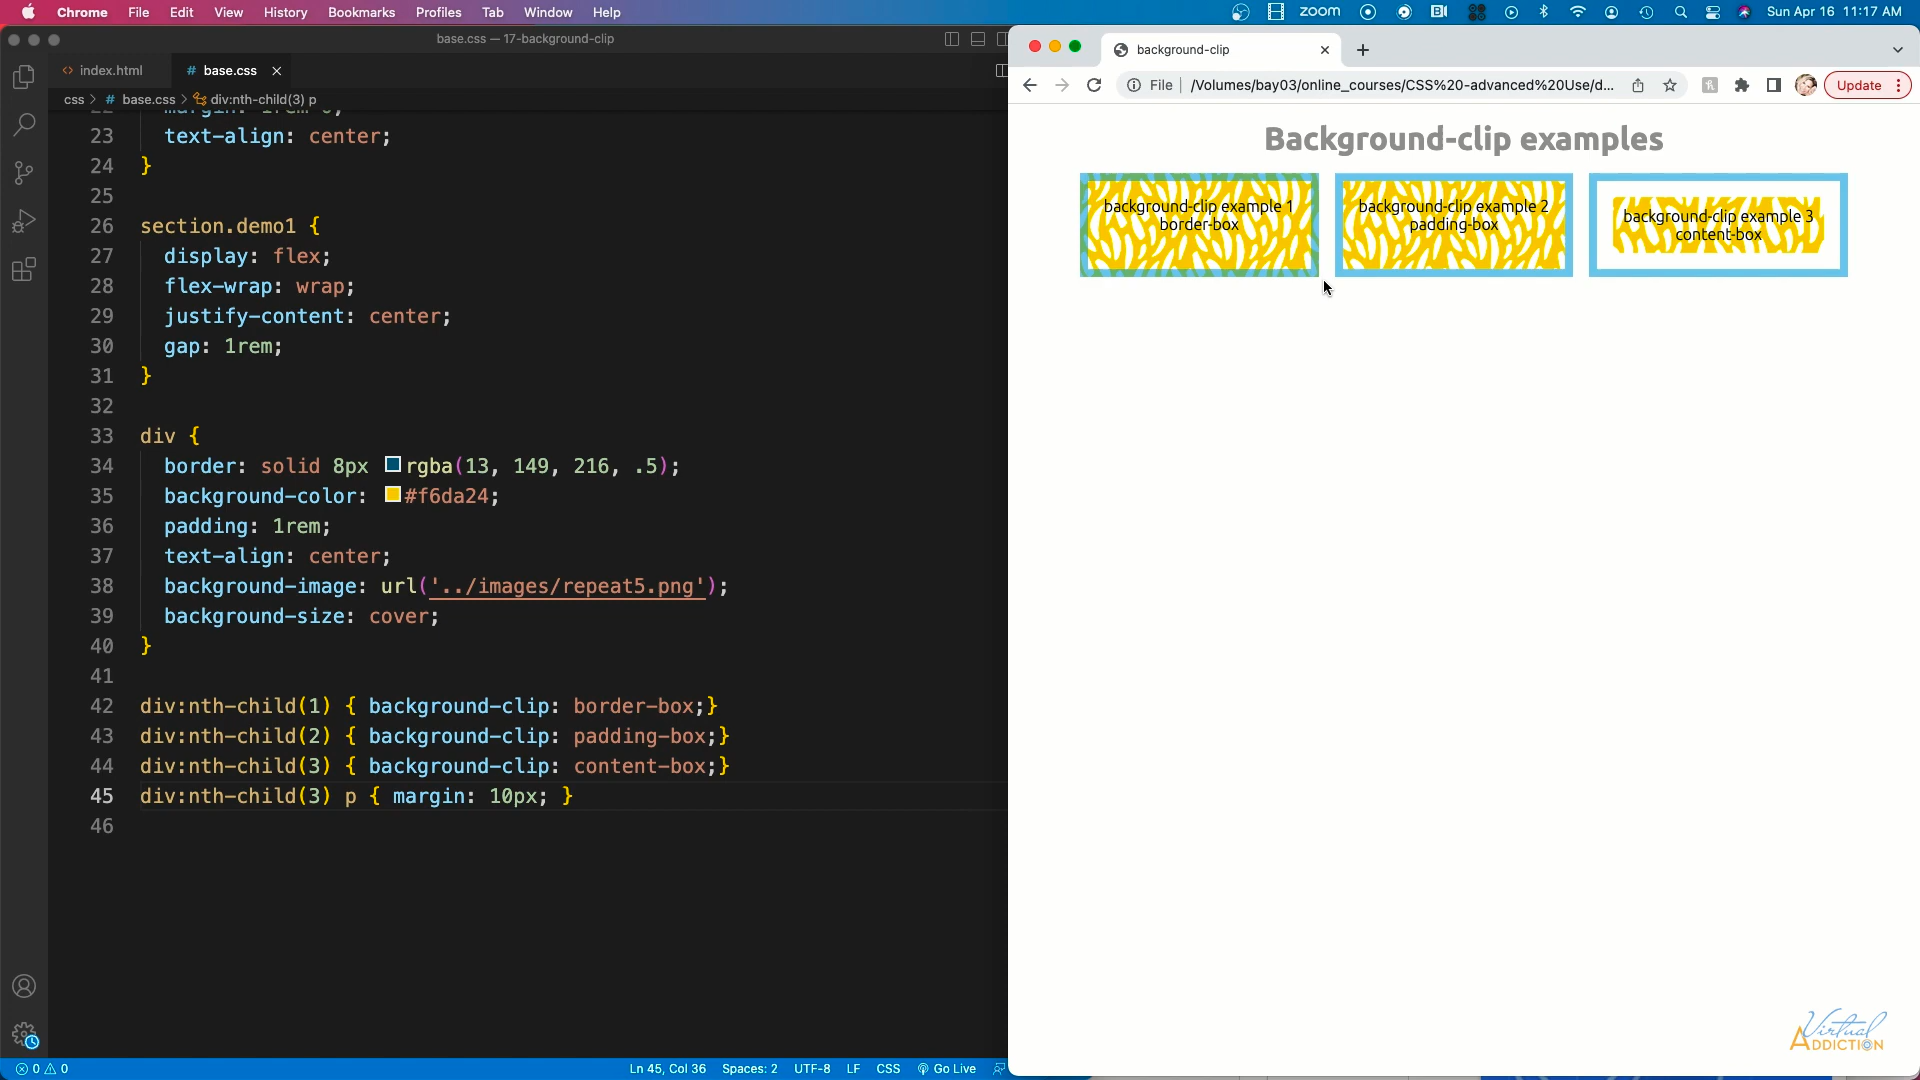 Chrome File Edit View History Bookmarks Profiles Tab Window Help
zoom Sun Apr 16 11:17 AM
base.css — 17-background-clip
index.html
# base.css
css > # base.css > div:nth-child(3) p
23 text-align: center;
24 }
25
26 section.demo1 {
27 display: flex;
28 flex-wrap: wrap;
29 justify-content: center;
30 gap: 1rem;
31 }
32
33 div {
34 border: solid 8px rgba(13, 149, 216, .5);
35 background-color: #f6da24;
36 padding: 1rem;
37 text-align: center;
38 background-image: url('../images/repeat5.png');
39 background-size: cover;
40 }
41
42 div:nth-child(1) { background-clip: border-box;}
43 div:nth-child(2) { background-clip: padding-box;}
44 div:nth-child(3) { background-clip: content-box;}
45 div:nth-child(3) p { margin: 10px; }
46
0 0
Ln 45, Col 36 Spaces: 2 UTF-8 LF CSS Go Live
background-clip
File /Volumes/bay03/online_courses/CSS%20-advanced%20Use/d...
Update
Background-clip examples
background-clip example 1
border-box
background-clip example 2
padding-box
background-clip example 3
content-box
Virtual
ADDICTION